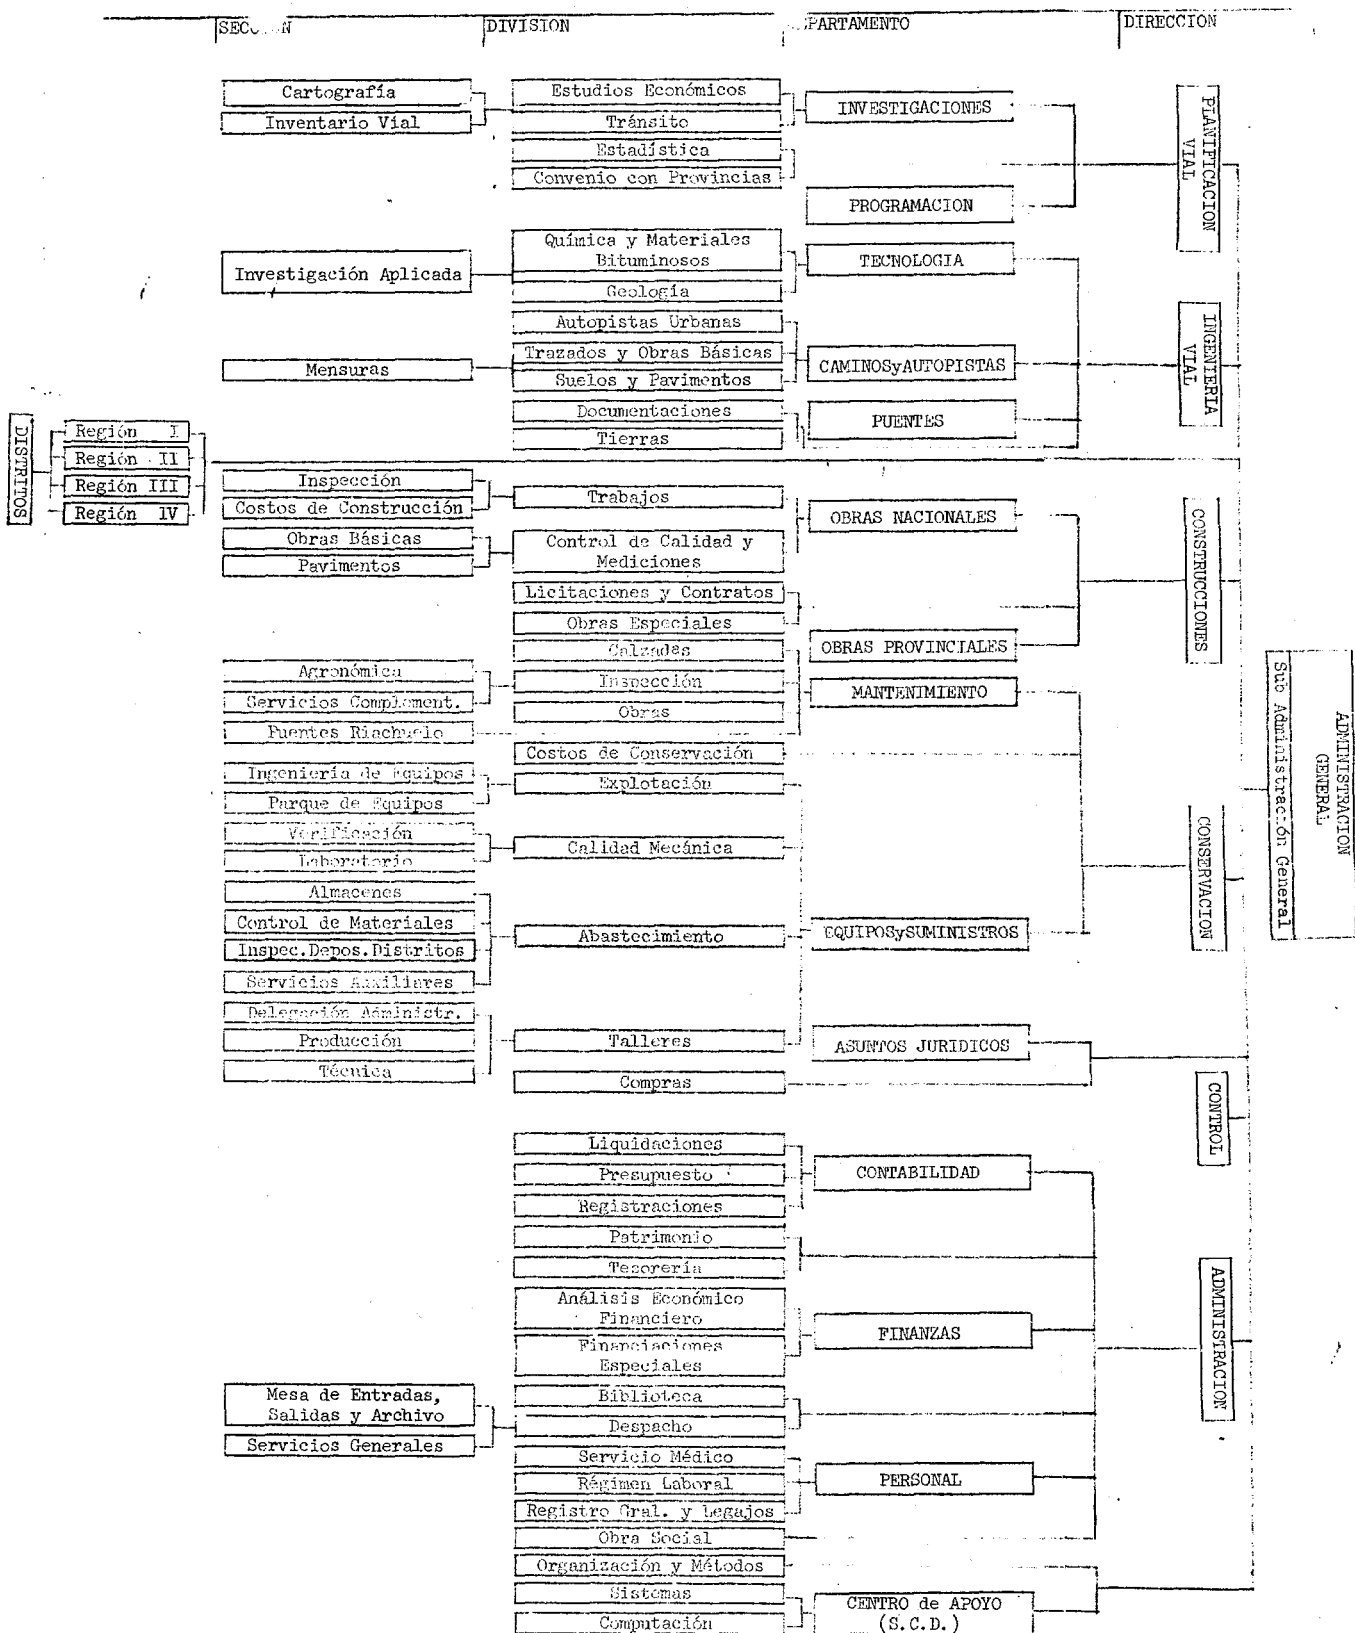 DIVISION
PARTAMENTO
DIRECCION
Cartografía
Inventario Vial
Estudios Económicos
Tránsito
Estadística
Convenio con Provincias
INVESTIGACIONES
PROGRAMACION
PLANIFICACION
VIAL
Investigación Aplicada
Química y Materiales
Bituminosos
Geología
TECNOLOGIA
Mensuras
Autopistas Urbanas
Trazados y Obras Básicas
Suelos y Pavimentos
CAMINOSyAUTOPISTAS
Documentaciones
Tierras
PUENTES
INGENIERIA
VIAL
DISTRITOS
Región I
Región II
Región III
Región IV
Inspección
Costos de Construcción
Obras Básicas
Pavimentos
Trabajos
Control de Calidad y
Mediciones
Licitaciones y Contratos
Obras Especiales
OBRAS NACIONALES
OBRAS PROVINCIALES
CONSTRUCCIONES
Agronómica
Servicios Complement.
Puentes Riachuelo
Calzadas
Inspección
Obras
Costos de Conservación
MANTENIMIENTO
Ingeniería de Equipos
Parque de Equipos
Verificación
Laboratorio
Almacenes
Control de Materiales
Inspec.Depos.Distritos
Servicios Auxiliares
Delegación Administr.
Producción
Técnica
Explotación
Calidad Mecánica
Abastecimiento
Talleres
Compras
EQUIPOSySUMINISTROS
CONSERVACION
ADMINISTRACION
GENERAL
Sub Administración General
ASUNTOS JURIDICOS
CONTROL
Liquidaciones
Presupuesto
Registraciones
Patrimonio
Tesorería
CONTABILIDAD
Análisis Económico
Financiero
Financiaciones
Especiales
FINANZAS
ADMINISTRACION
Mesa de Entradas,
Salidas y Archivo
Servicios Generales
Biblioteca
Despacho
Servicio Médico
Régimen Laboral
Registro Gral. y Legajos
Obra Social
PERSONAL
Organización y Métodos
Sistemas
Computación
CENTRO de APOYO
(S.C.D.)